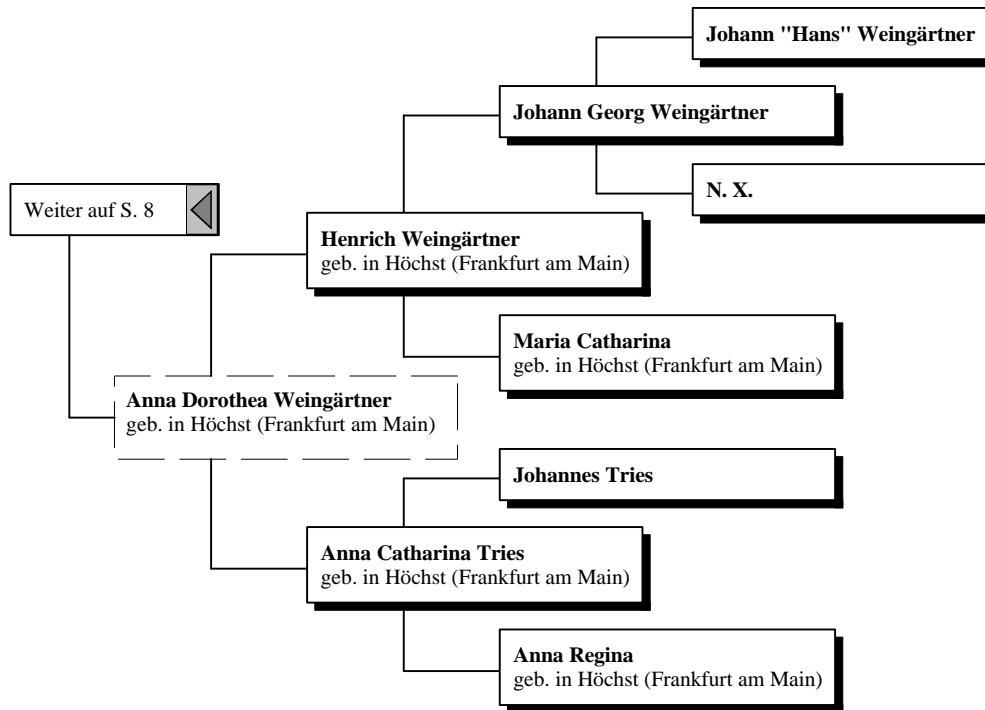 Johann "Hans" Weingärtner
Johann Georg Weingärtner
N. X.
Weiter auf S. 8
Henrich Weingärtner
geb. in Höchst (Frankfurt am Main)
Maria Catharina
geb. in Höchst (Frankfurt am Main)
Anna Dorothea Weingärtner
geb. in Höchst (Frankfurt am Main)
Johannes Tries
Anna Catharina Tries
geb. in Höchst (Frankfurt am Main)
Anna Regina
geb. in Höchst (Frankfurt am Main)